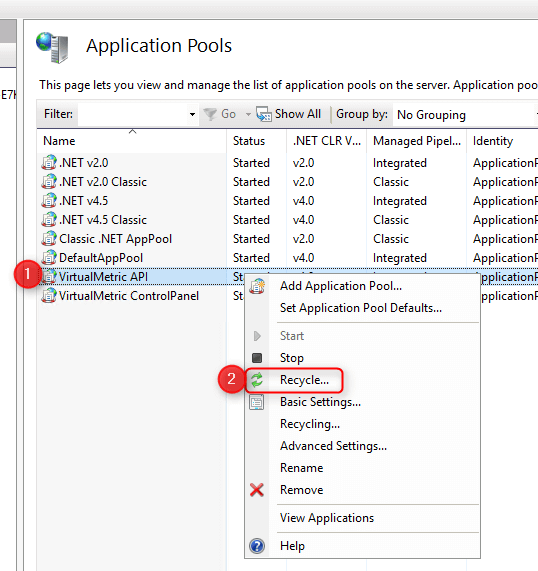 Application Pools
This page lets you view and manage the list of application pools on the server. Application poo
E7K
Filter: Go Show All Group by: No Grouping
Name Status .NET CLR V... Managed Pipel... Identity
.NET v2.0 Started v2.0 Integrated ApplicationP
.NET v2.0 Classic Started v2.0 Classic ApplicationP
.NET v4.5 Started v4.0 Integrated ApplicationP
.NET v4.5 Classic Started v4.0 Classic ApplicationP
Classic .NET AppPool Started v2.0 Classic ApplicationP
DefaultAppPool Started v4.0 Integrated ApplicationP
1 VirtualMetric API
VirtualMetric ControlPanel
Add Application Pool...
Set Application Pool Defaults...
Start
Stop
2 Recycle...
Basic Settings...
Recycling...
Advanced Settings...
Rename
Remove
View Applications
Help